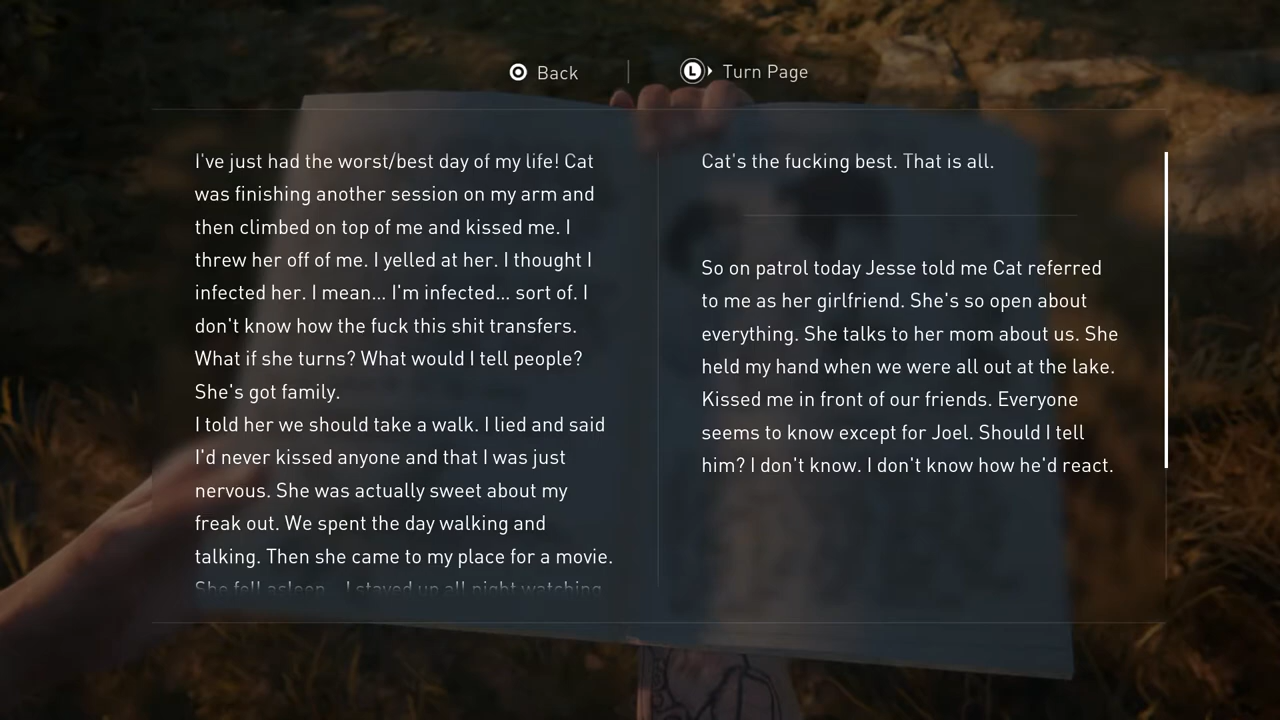 Back
L
Turn Page
I've just had the worst/best day of my life! Cat
was finishing another session on my arm and
then climbed on top of me and kissed me. I
threw her off of me. I yelled at her. I thought I
infected her. I mean... I'm infected... sort of. I
don't know how the fuck this shit transfers.
What if she turns? What would I tell people?
She's got family.
I told her we should take a walk. I lied and said
I'd never kissed anyone and that I was just
nervous. She was actually sweet about my
freak out. We spent the day walking and
talking. Then she came to my place for a movie.
She fell asleep... I stayed up all night watching
Cat's the fucking best. That is all.
So on patrol today Jesse told me Cat referred
to me as her girlfriend. She's so open about
everything. She talks to her mom about us. She
held my hand when we were all out at the lake.
Kissed me in front of our friends. Everyone
seems to know except for Joel. Should I tell
him? I don't know. I don't know how he'd react.